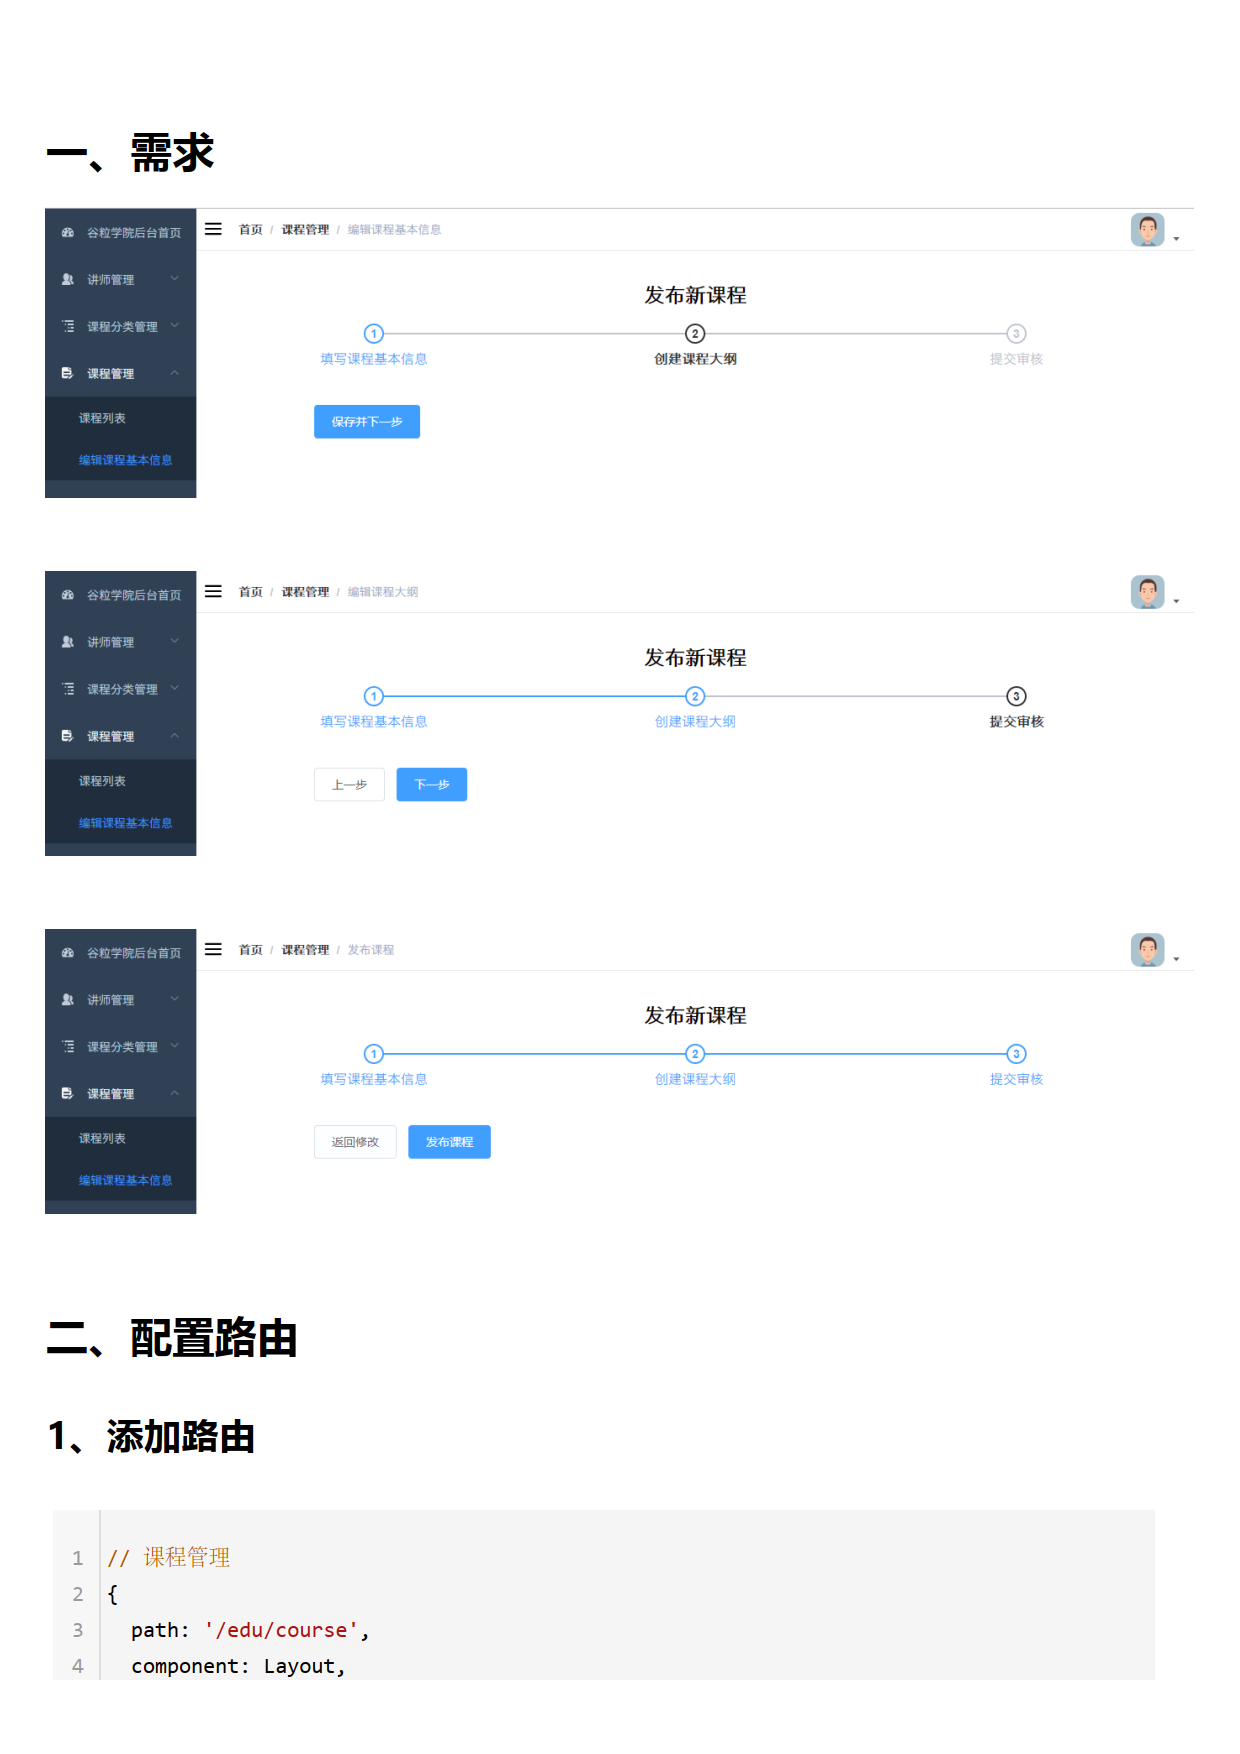 一、需求
谷粒学院后台首页
首页 / 课程管理 / 编辑课程基本信息
讲师管理
课程分类管理
课程管理
课程列表
编辑课程基本信息
发布新课程
1 2 3
填写课程基本信息 创建课程大纲 提交审核
保存并下一步
谷粒学院后台首页
首页 / 课程管理 / 编辑课程大纲
讲师管理
课程分类管理
课程管理
课程列表
编辑课程基本信息
发布新课程
1 2 3
填写课程基本信息 创建课程大纲 提交审核
上一步 下一步
谷粒学院后台首页
首页 / 课程管理 / 发布课程
讲师管理
课程分类管理
课程管理
课程列表
编辑课程基本信息
发布新课程
1 2 3
填写课程基本信息 创建课程大纲 提交审核
返回修改 发布课程
二、配置路由
1、添加路由
1 // 课程管理
2 {
3 path: '/edu/course',
4 component: Layout,